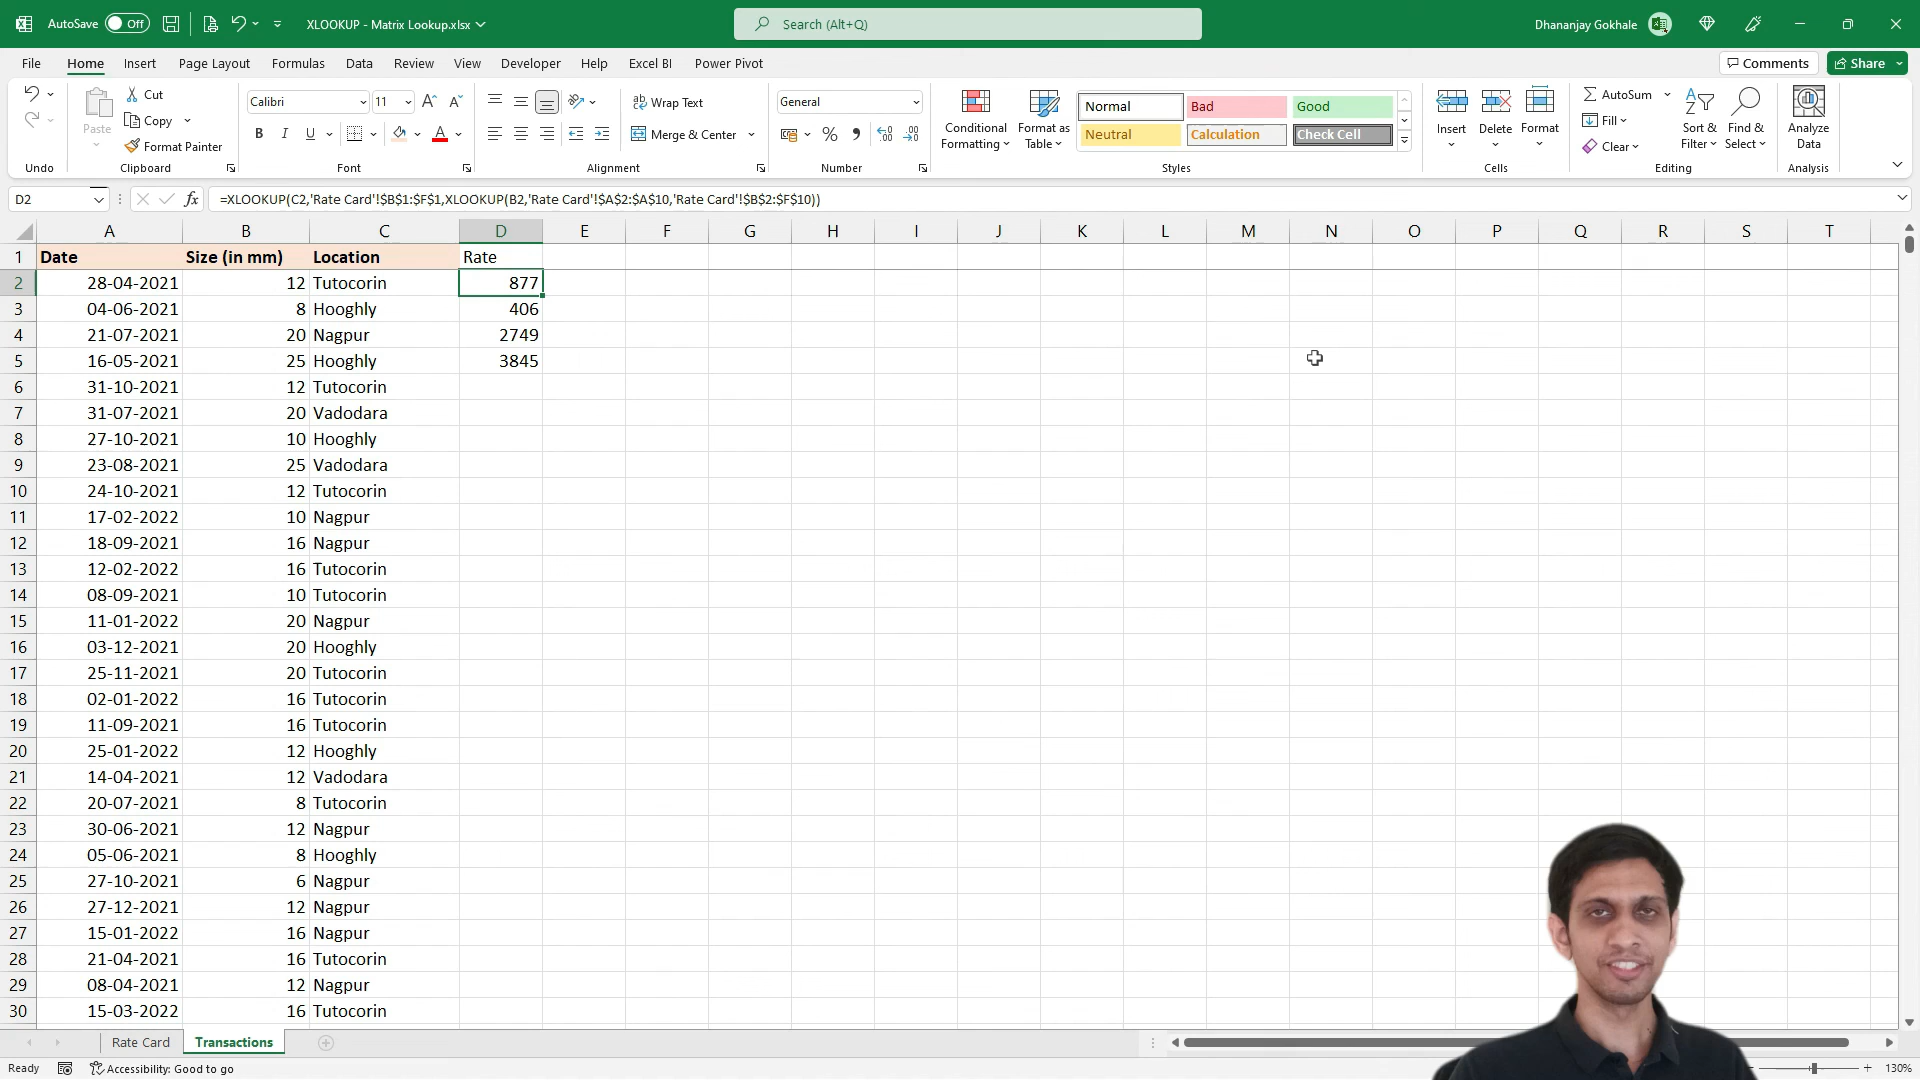 AutoSave Off XLOOKUP - Matrix Lookup.xlsx Search (Alt+Q) Dhananjay Gokhale
File Home Insert Page Layout Formulas Data Review View Developer Help Excel BI Power Pivot Comments Share
Cut Calibri 11 Wrap Text General Normal Bad Good AutoSum
Paste Copy Conditional Formatting Format as Table Insert Delete Format Fill Sort & Filter Find & Select Analyze Data
Format Painter B I U A Merge & Center % Neutral Calculation Check Cell Clear
Undo Clipboard Font Alignment Number Styles Cells Editing Analysis
D2 fx =XLOOKUP(C2,'Rate Card'!$B$1:$F$1,XLOOKUP(B2,'Rate Card'!$A$2:$A$10,'Rate Card'!$B$2:$F$10))
A B C D E F G H I J K L M N O P Q R S T
1 Date Size (in mm) Location Rate
2 28-04-2021 12 Tutocorin 877
3 04-06-2021 8 Hooghly 406
4 21-07-2021 20 Nagpur 2749
5 16-05-2021 25 Hooghly 3845
6 31-10-2021 12 Tutocorin
7 31-07-2021 20 Vadodara
8 27-10-2021 10 Hooghly
9 23-08-2021 25 Vadodara
10 24-10-2021 12 Tutocorin
11 17-02-2022 10 Nagpur
12 18-09-2021 16 Nagpur
13 12-02-2022 16 Tutocorin
14 08-09-2021 10 Tutocorin
15 11-01-2022 20 Nagpur
16 03-12-2021 20 Hooghly
17 25-11-2021 20 Tutocorin
18 02-01-2022 16 Tutocorin
19 11-09-2021 16 Tutocorin
20 25-01-2022 12 Hooghly
21 14-04-2021 12 Vadodara
22 20-07-2021 8 Tutocorin
23 30-06-2021 12 Nagpur
24 05-06-2021 8 Hooghly
25 27-10-2021 6 Nagpur
26 27-12-2021 12 Nagpur
27 15-01-2022 16 Nagpur
28 21-04-2021 16 Tutocorin
29 08-04-2021 12 Nagpur
30 15-03-2022 16 Tutocorin
Rate Card Transactions
Ready Accessibility: Good to go 130%